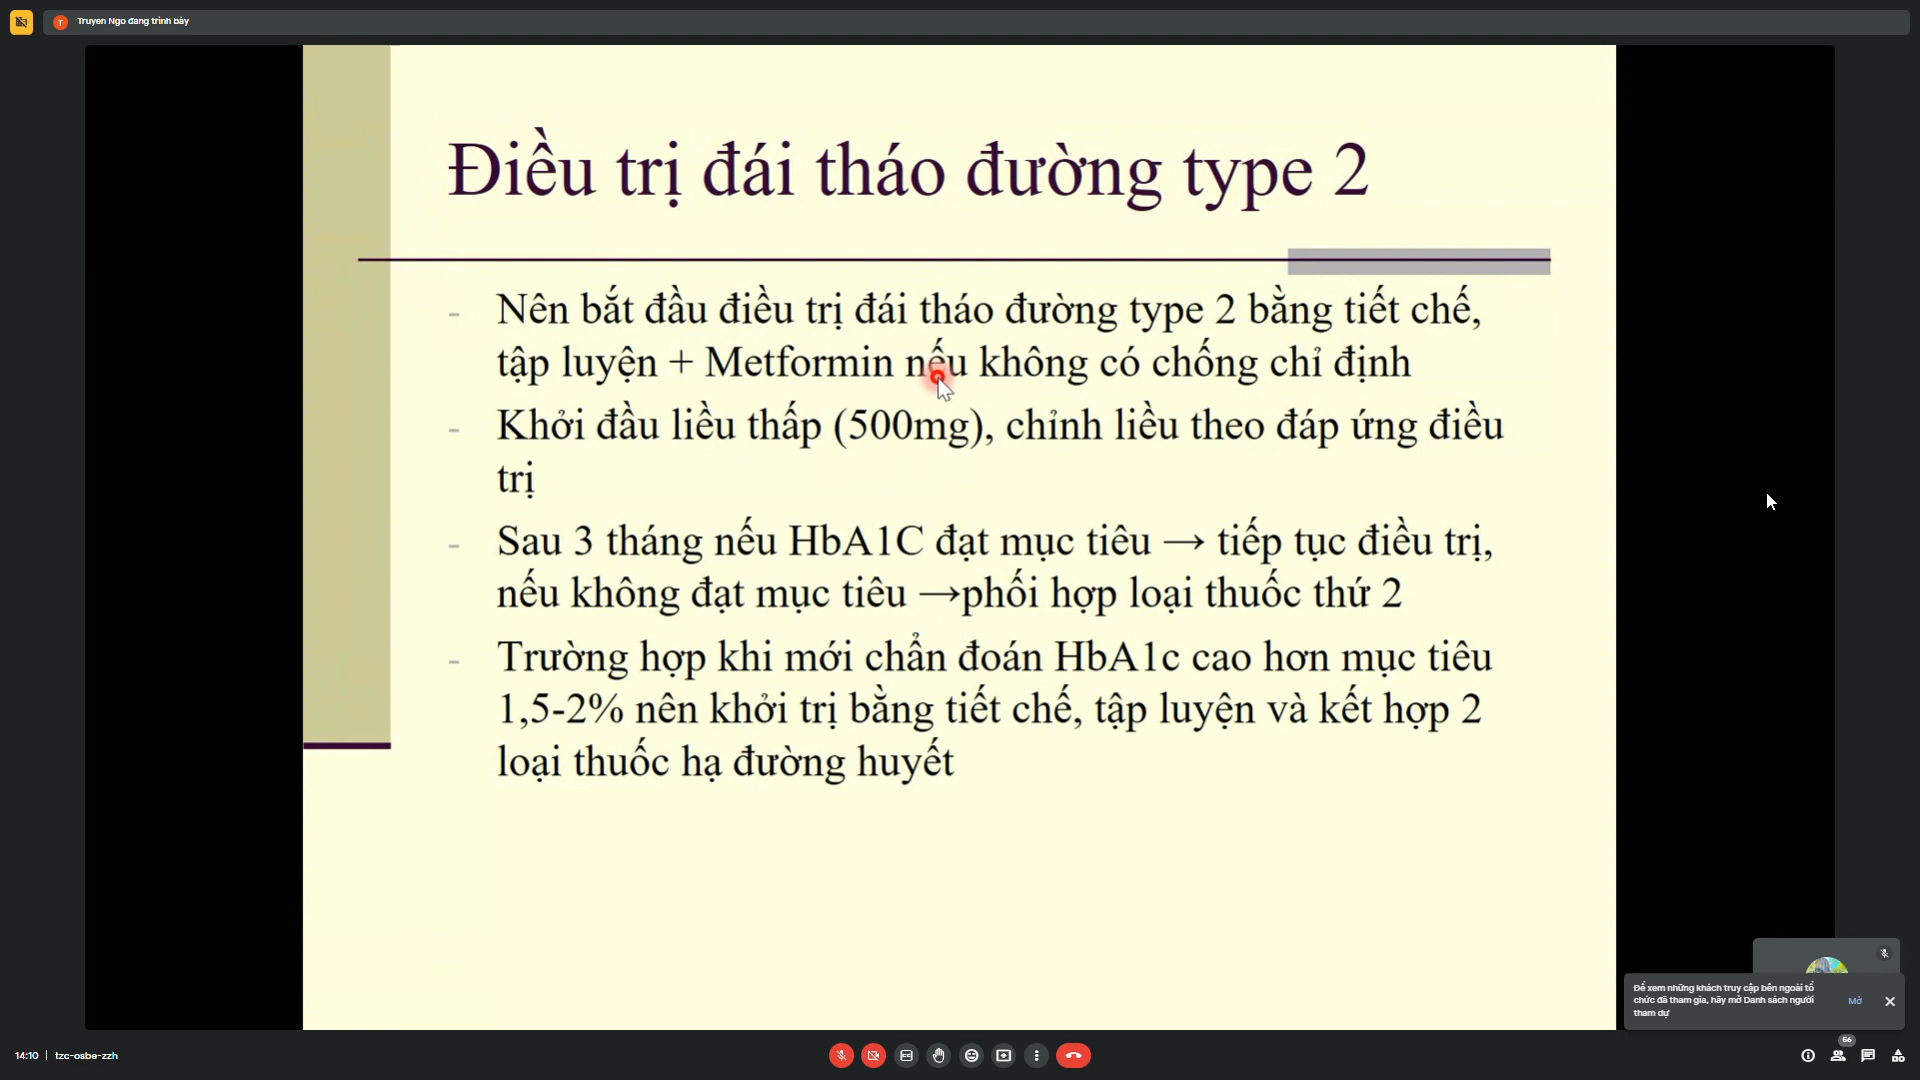 T
Truyen Ngo đang trình bày
Điều trị đái tháo đường type 2
- Nên bắt đầu điều trị đái tháo đường type 2 bằng tiết chế,
tập luyện + Metformin nếu không có chống chỉ định
- Khởi đầu liều thấp (500mg), chỉnh liều theo đáp ứng điều
trị
- Sau 3 tháng nếu HbA1C đạt mục tiêu → tiếp tục điều trị,
nếu không đạt mục tiêu →phối hợp loại thuốc thứ 2
- Trường hợp khi mới chẩn đoán HbA1c cao hơn mục tiêu
1,5-2% nên khởi trị bằng tiết chế, tập luyện và kết hợp 2
loại thuốc hạ đường huyết
Để xem những khách truy cập bên ngoài tổ
chức đã tham gia, hãy mở Danh sách người
tham dự
Mở
14:10 | tzc-osbe-zzh
56